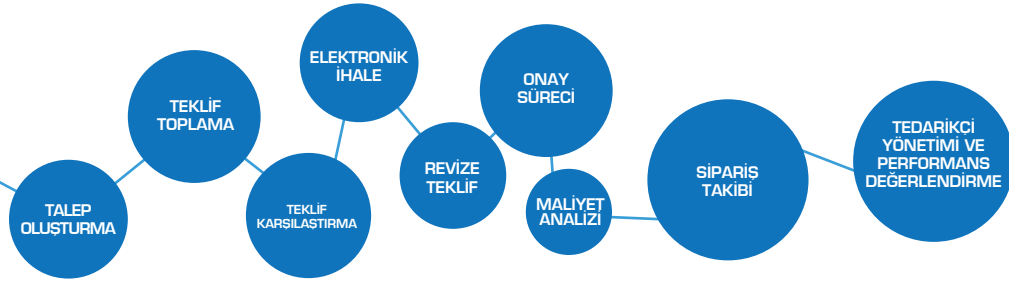 TALEP
OLUŞTURMA
TEKLİF
TOPLAMA
TEKLİF
KARŞILAŞTIRMA
ELEKTRONİK
İHALE
REVİZE
TEKLİF
ONAY
SÜRECİ
MALİYET
ANALİZİ
SİPARİŞ
TAKİBİ
TEDARİKÇİ
YÖNETİMİ VE
PERFORMANS
DEĞERLENDİRME